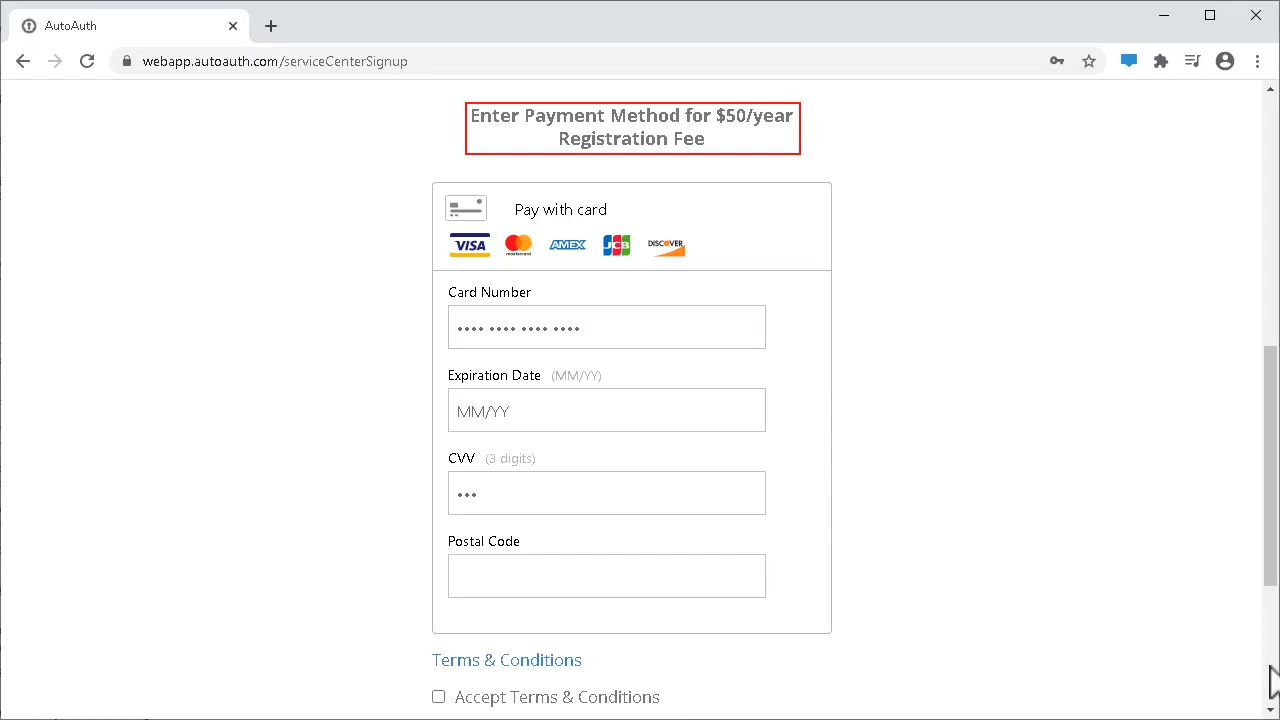 AutoAuth
webapp.autoauth.com/serviceCenterSignup
Enter Payment Method for $50/year
Registration Fee
Pay with card
VISA mastercard AMEX JCB DISCOVER
Card Number
•••• •••• •••• ••••
Expiration Date (MM/YY)
MM/YY
CVV (3 digits)
•••
Postal Code
Terms & Conditions
Accept Terms & Conditions